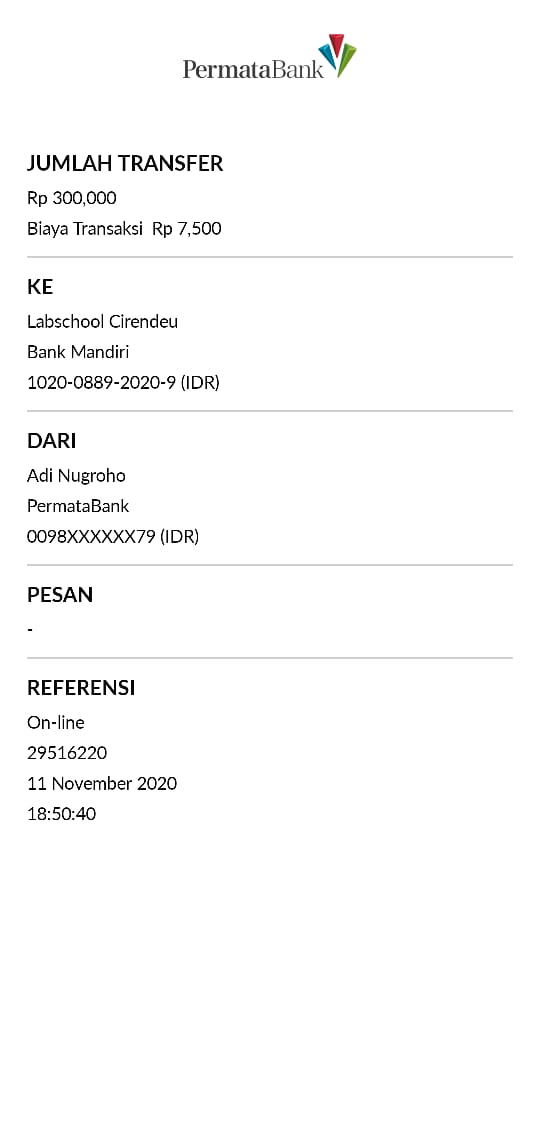 PermataBank
JUMLAH TRANSFER
Rp 300,000
Biaya Transaksi  Rp 7,500
KE
Labschool Cirendeu
Bank Mandiri
1020-0889-2020-9 (IDR)
DARI
Adi Nugroho
PermataBank
0098XXXXXX79 (IDR)
PESAN
-
REFERENSI
On-line
29516220
11 November 2020
18:50:40